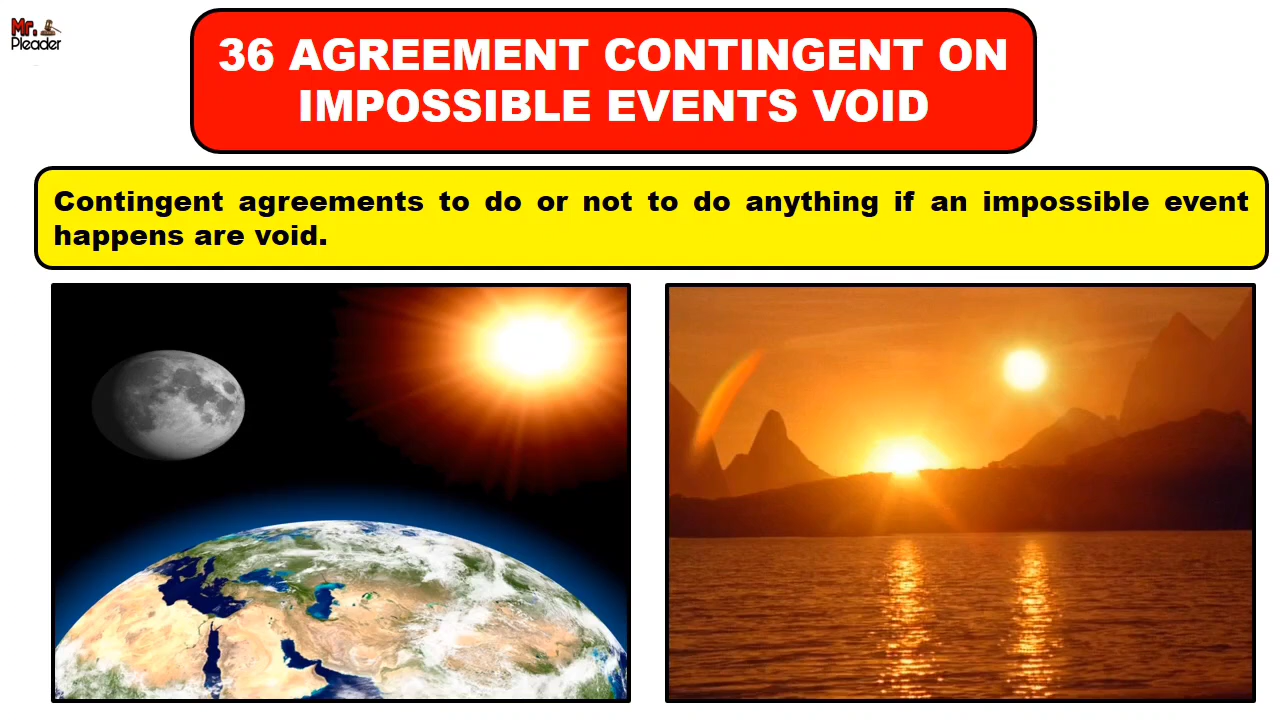 Mr.
Pleader
36 AGREEMENT CONTINGENT ON
IMPOSSIBLE EVENTS VOID
Contingent agreements to do or not to do anything if an impossible event
happens are void.